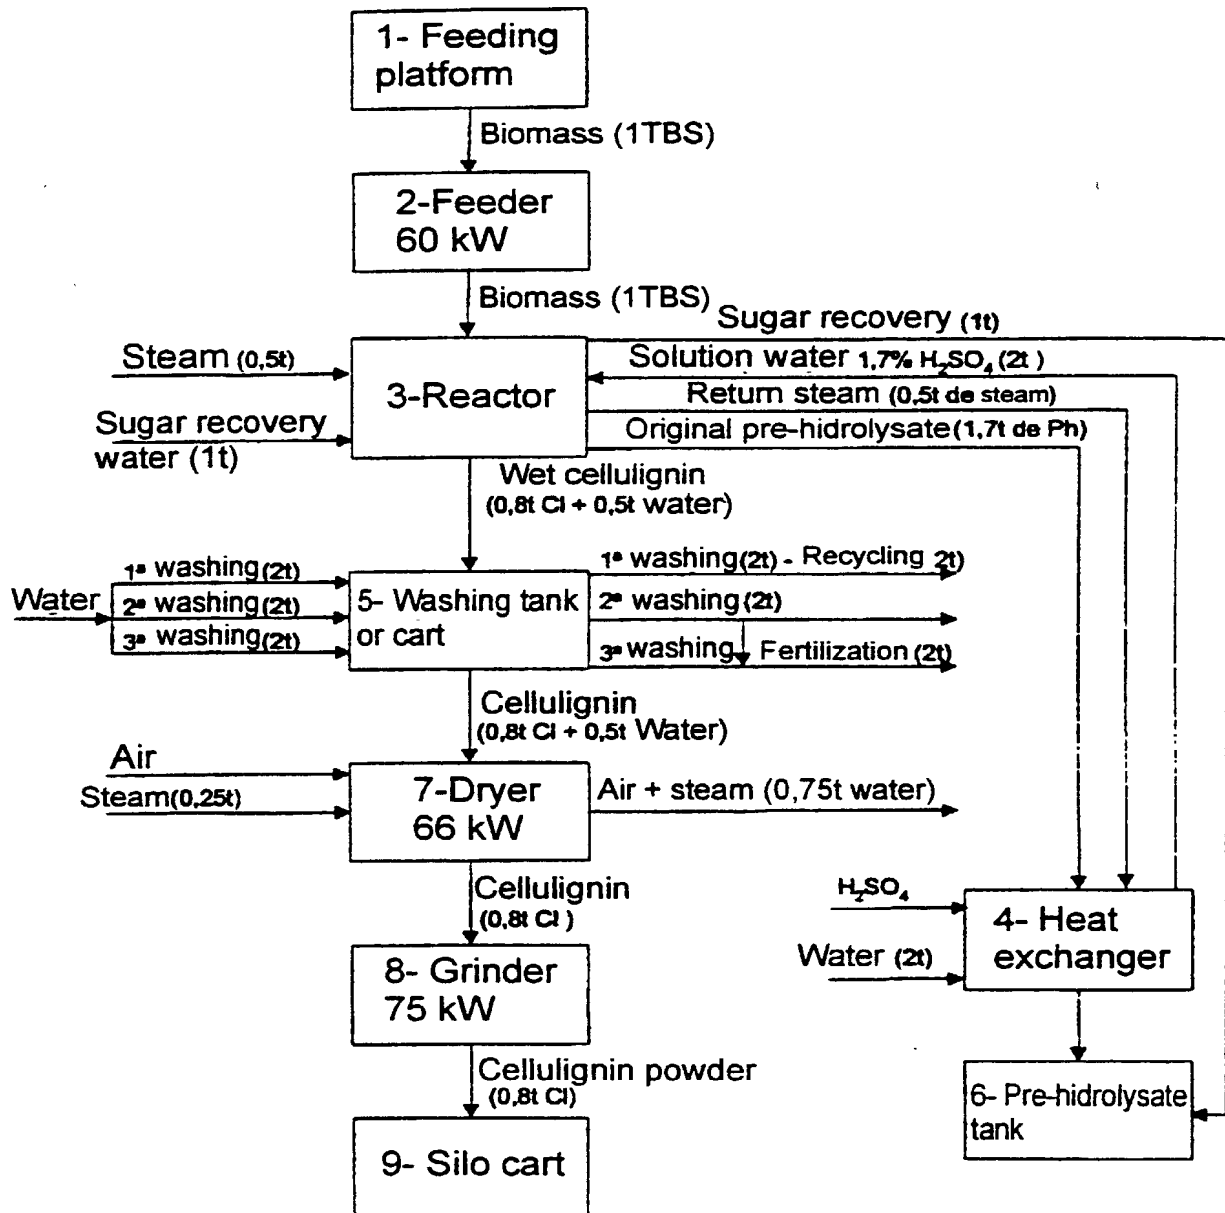 1- Feeding
platform
Biomass (1TBS)
2-Feeder
60 kW
Biomass (1TBS)
Sugar recovery (1t)
Steam (0,5t)
Solution water 1,7% H₂SO₄ (2t )
3-Reactor
Return steam (0,5t de steam)
Sugar recovery
water (1t)
Original pre-hidrolysate(1,7t de Ph)
Wet cellulignin
(0,8t Cl + 0,5t water)
Water
1ª washing(2t)
2ª washing(2t)
3ª washing(2t)
5- Washing tank
or cart
1ª washing(2t) - Recycling 2t)
2ª washing(2t)
3ª washing
Fertilization (2t)
Cellulignin
(0,8t Cl + 0,5t Water)
Air
Steam(0,25t)
7-Dryer
66 kW
Air + steam (0,75t water)
Cellulignin
(0,8t Cl )
H₂SO₄
Water (2t)
4- Heat
exchanger
8- Grinder
75 kW
Cellulignin powder
(0,8t Cl)
6- Pre-hidrolysate
tank
9- Silo cart